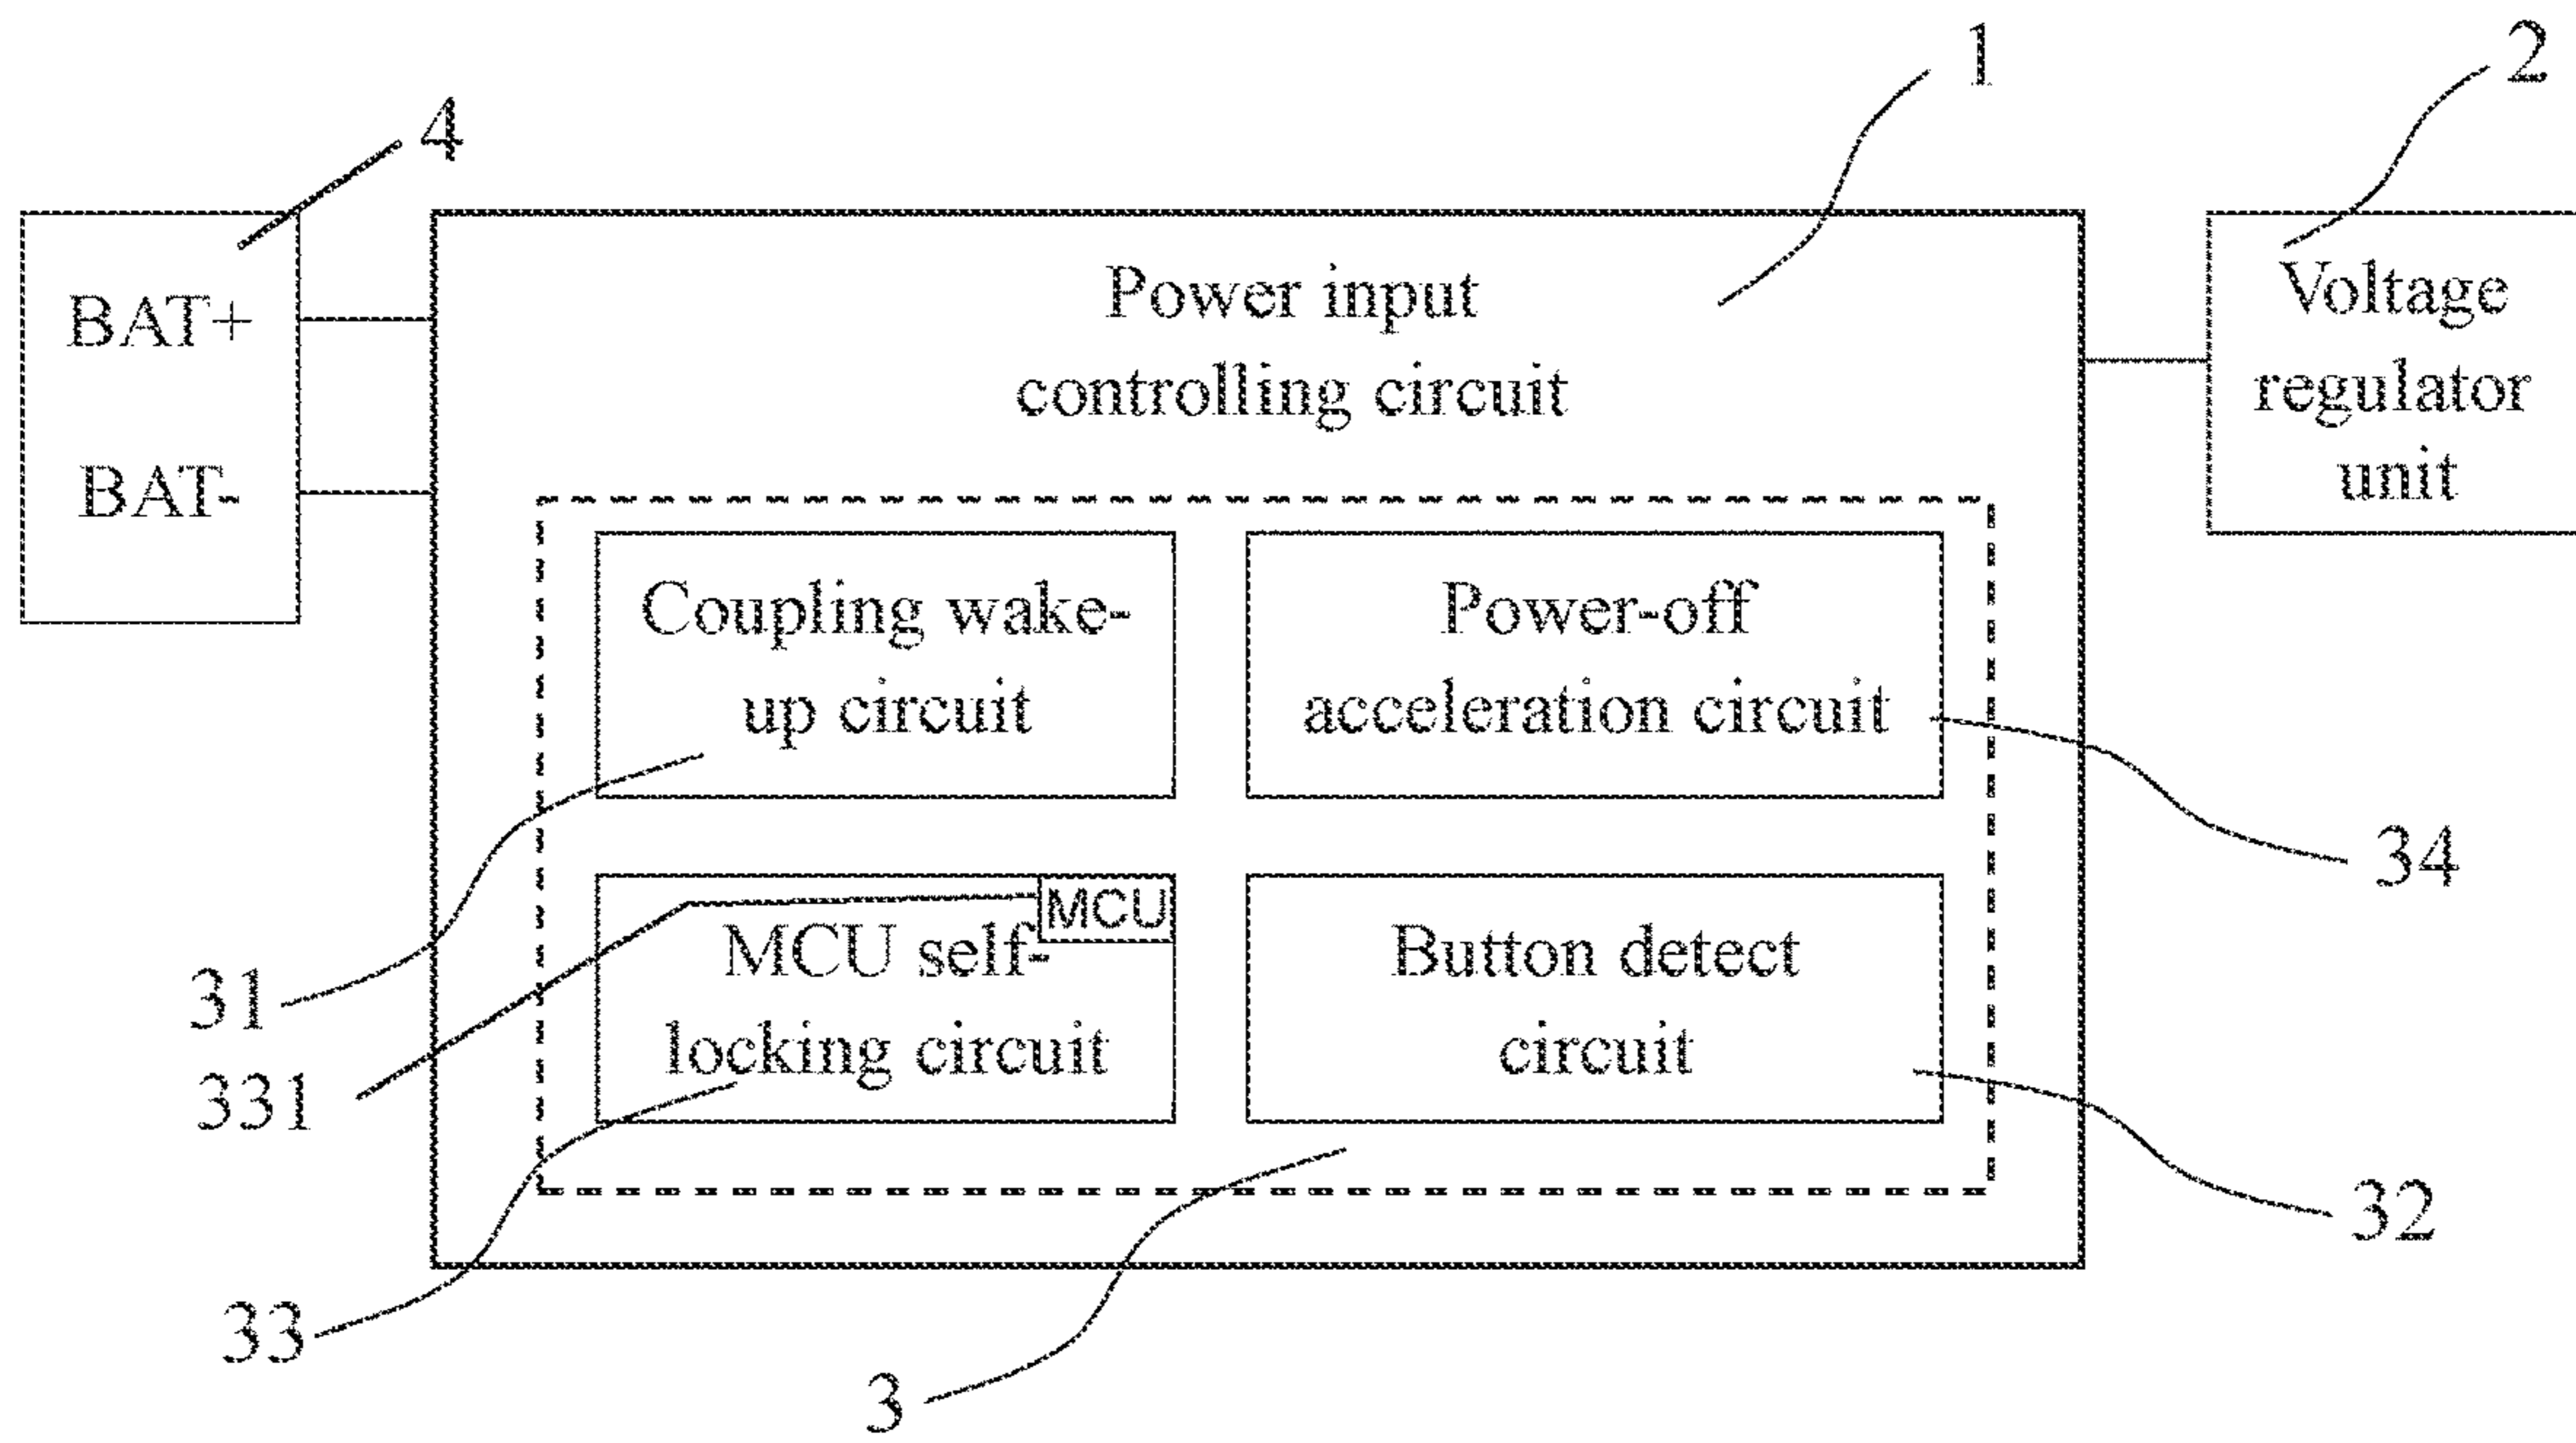 1
2
4
BAT+
BAT-
Power input
controlling circuit
Voltage
regulator
unit
Coupling wake-
up circuit
Power-off
acceleration circuit
34
MCU
MCU self-
locking circuit
Button detect
circuit
31
331
32
33
3